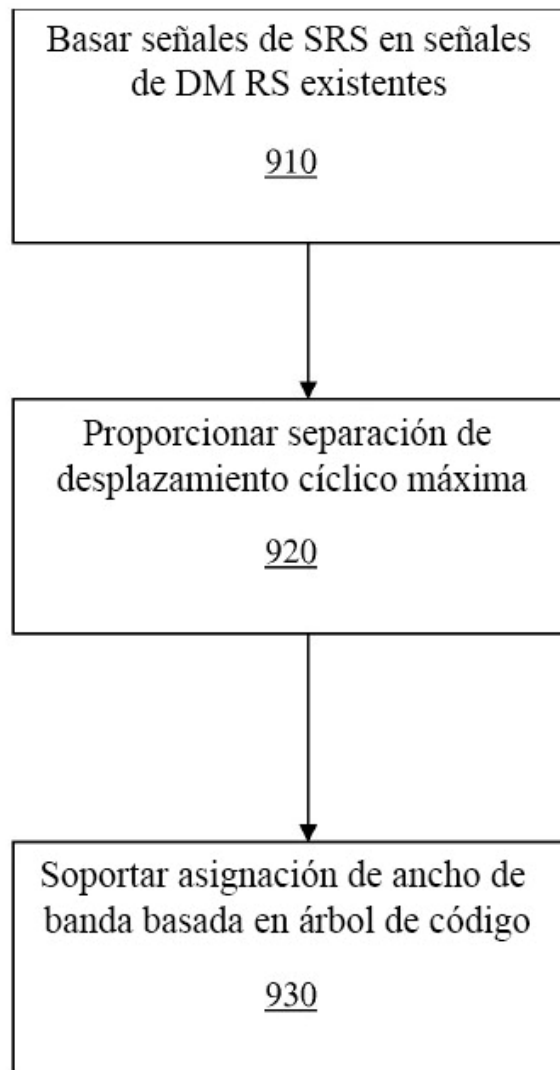 Basar señales de SRS en señales
de DM RS existentes
910
Proporcionar separación de
desplazamiento cíclico máxima
920
Soportar asignación de ancho de
banda basada en árbol de código
930